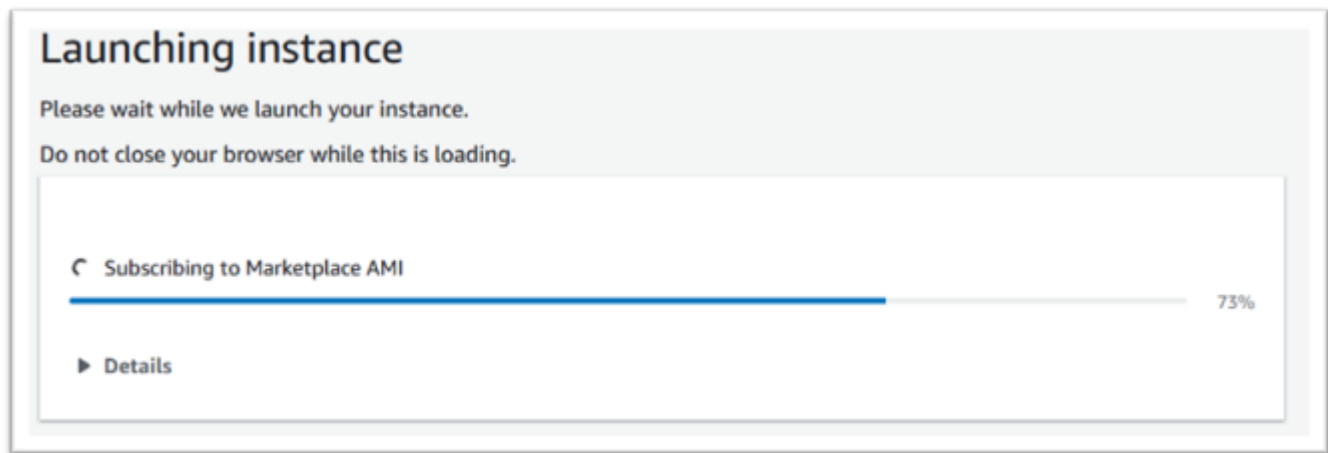 Launching instance
Please wait while we launch your instance.
Do not close your browser while this is loading.
Subscribing to Marketplace AMI
73%
Details